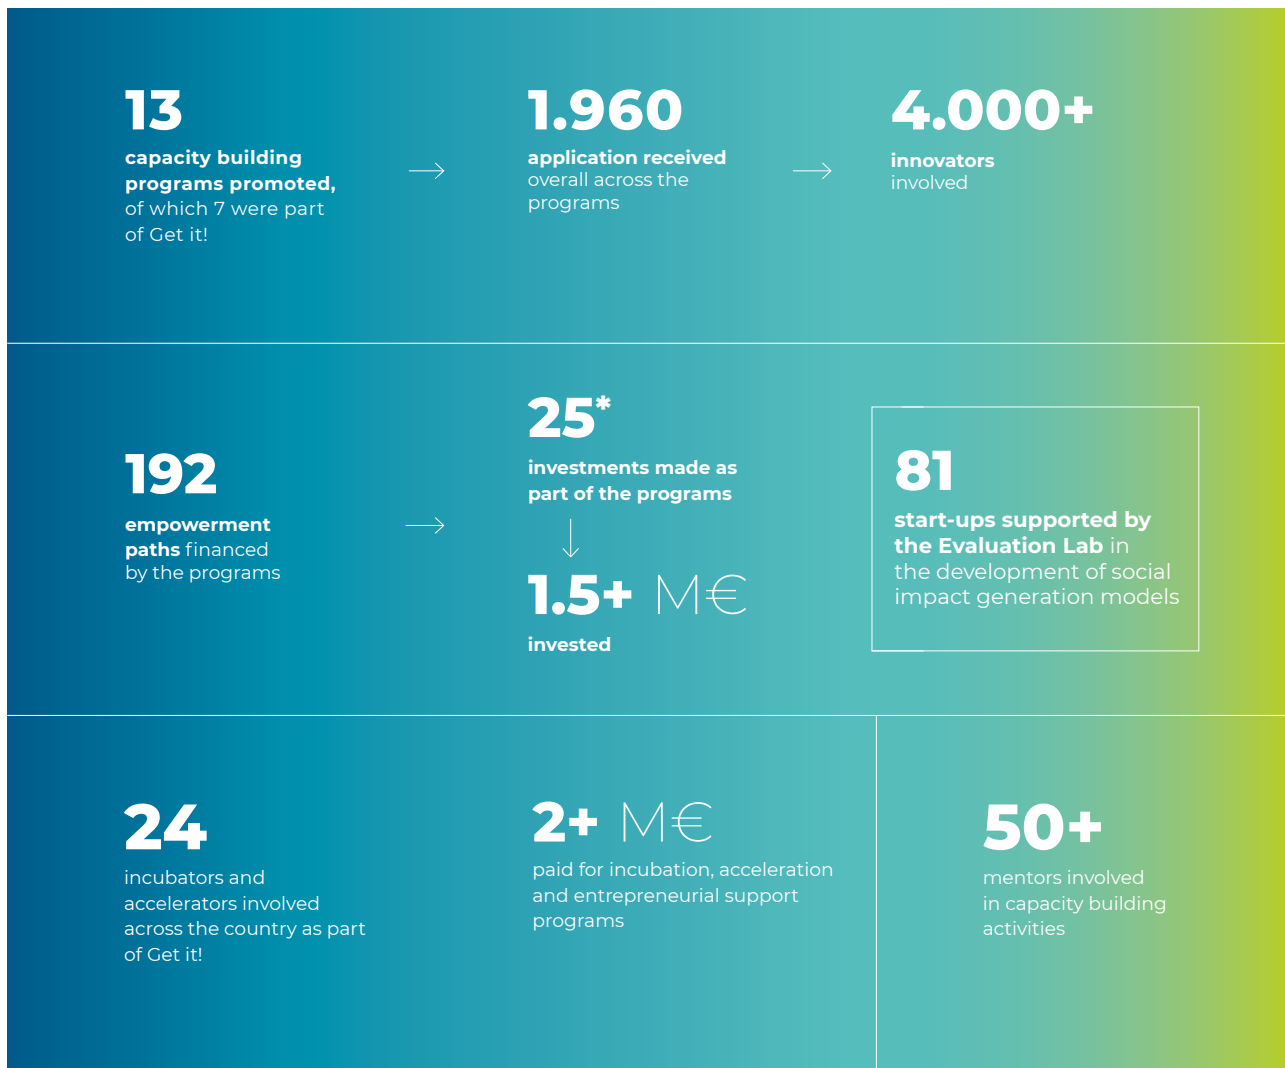 13
capacity building
programs promoted,
of which 7 were part
of Get it!
1.960
application received
overall across the
programs
4.000+
innovators
involved
192
empowerment
paths financed
by the programs
25*
investments made as
part of the programs
1.5+ M€
invested
81
start-ups supported by
the Evaluation Lab in
the development of social
impact generation models
24
incubators and
accelerators involved
across the country as part
of Get it!
2+ M€
paid for incubation, acceleration
and entrepreneurial support
programs
50+
mentors involved
in capacity building
activities